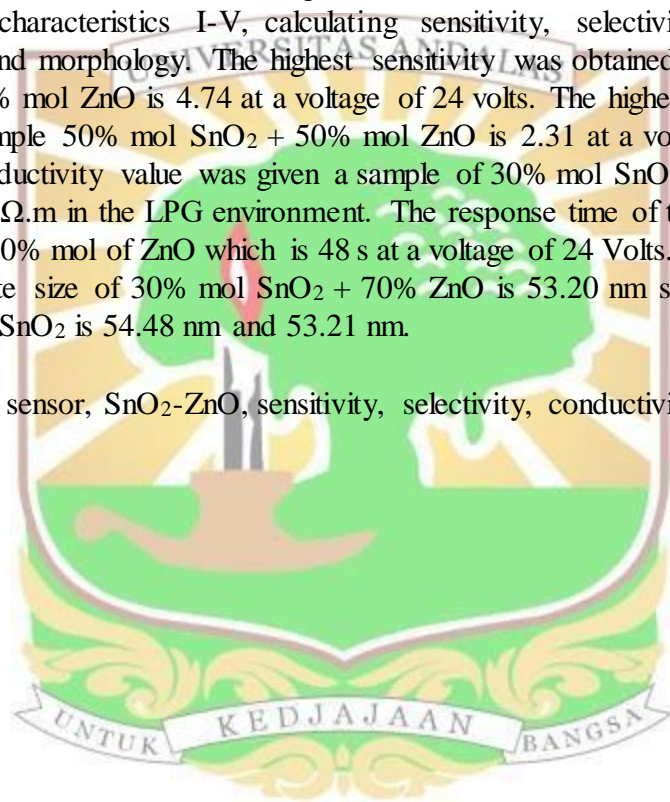 characteristics I-V, calculating sensitivity, selectivi
nd morphology. The highest sensitivity was obtained
% mol ZnO is 4.74 at a voltage of 24 volts. The highe
mple 50% mol SnO₂ + 50% mol ZnO is 2.31 at a vo
ductivity value was given a sample of 30% mol SnO
Ω.m in the LPG environment. The response time of t
0% mol of ZnO which is 48 s at a voltage of 24 Volts.
te size of 30% mol SnO₂ + 70% ZnO is 53.20 nm s
SnO₂ is 54.48 nm and 53.21 nm.
sensor, SnO₂-ZnO, sensitivity, selectivity, conductivi
UNIVERSITAS ANDALAS
UNTUK KEDJAJAAN BANGSA